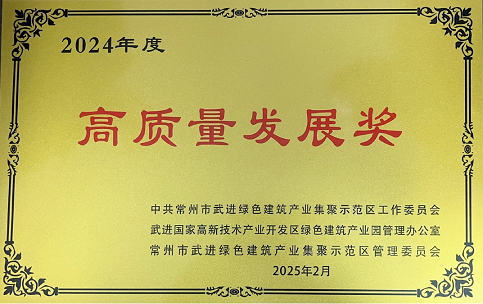 2024年度
高质量发展奖
中共常州市武进绿色建筑产业集聚示范区工作委员会
武进国家高新技术产业开发区绿色建筑产业园管理办公室
常州市武进绿色建筑产业集聚示范区管理委员会
2025年2月